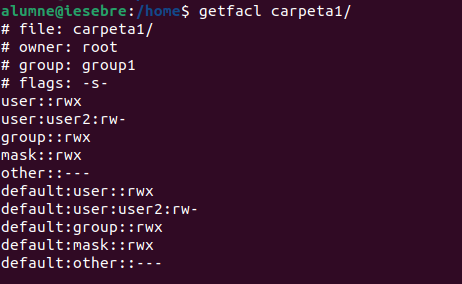 alumne@iesebre:/home$ getfacl carpeta1/
# file: carpeta1/
# owner: root
# group: group1
# flags: -s-
user::rwx
user:user2:rw-
group::rwx
mask::rwx
other::---
default:user::rwx
default:user:user2:rw-
default:group::rwx
default:mask::rwx
default:other::---